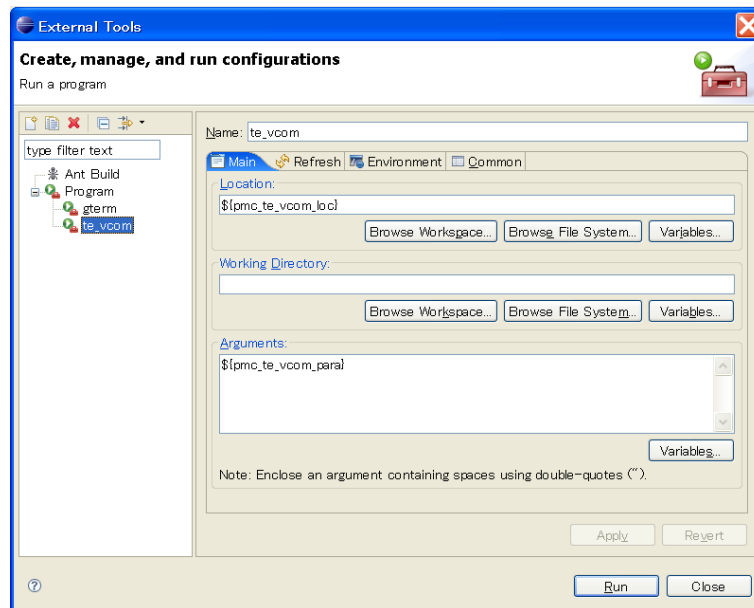 External Tools
Create, manage, and run configurations
Run a program
type filter text
Ant Build
Program
gterm
te_vcom
Name: te_vcom
Main Refresh Environment Common
Location:
${pmc_te_vcom_loc}
Browse Workspace... Browse File System... Variables...
Working Directory:
Browse Workspace... Browse File System... Variables...
Arguments:
${pmc_te_vcom_para}
Variables...
Note: Enclose an argument containing spaces using double-quotes (").
Apply Revert
Run Close